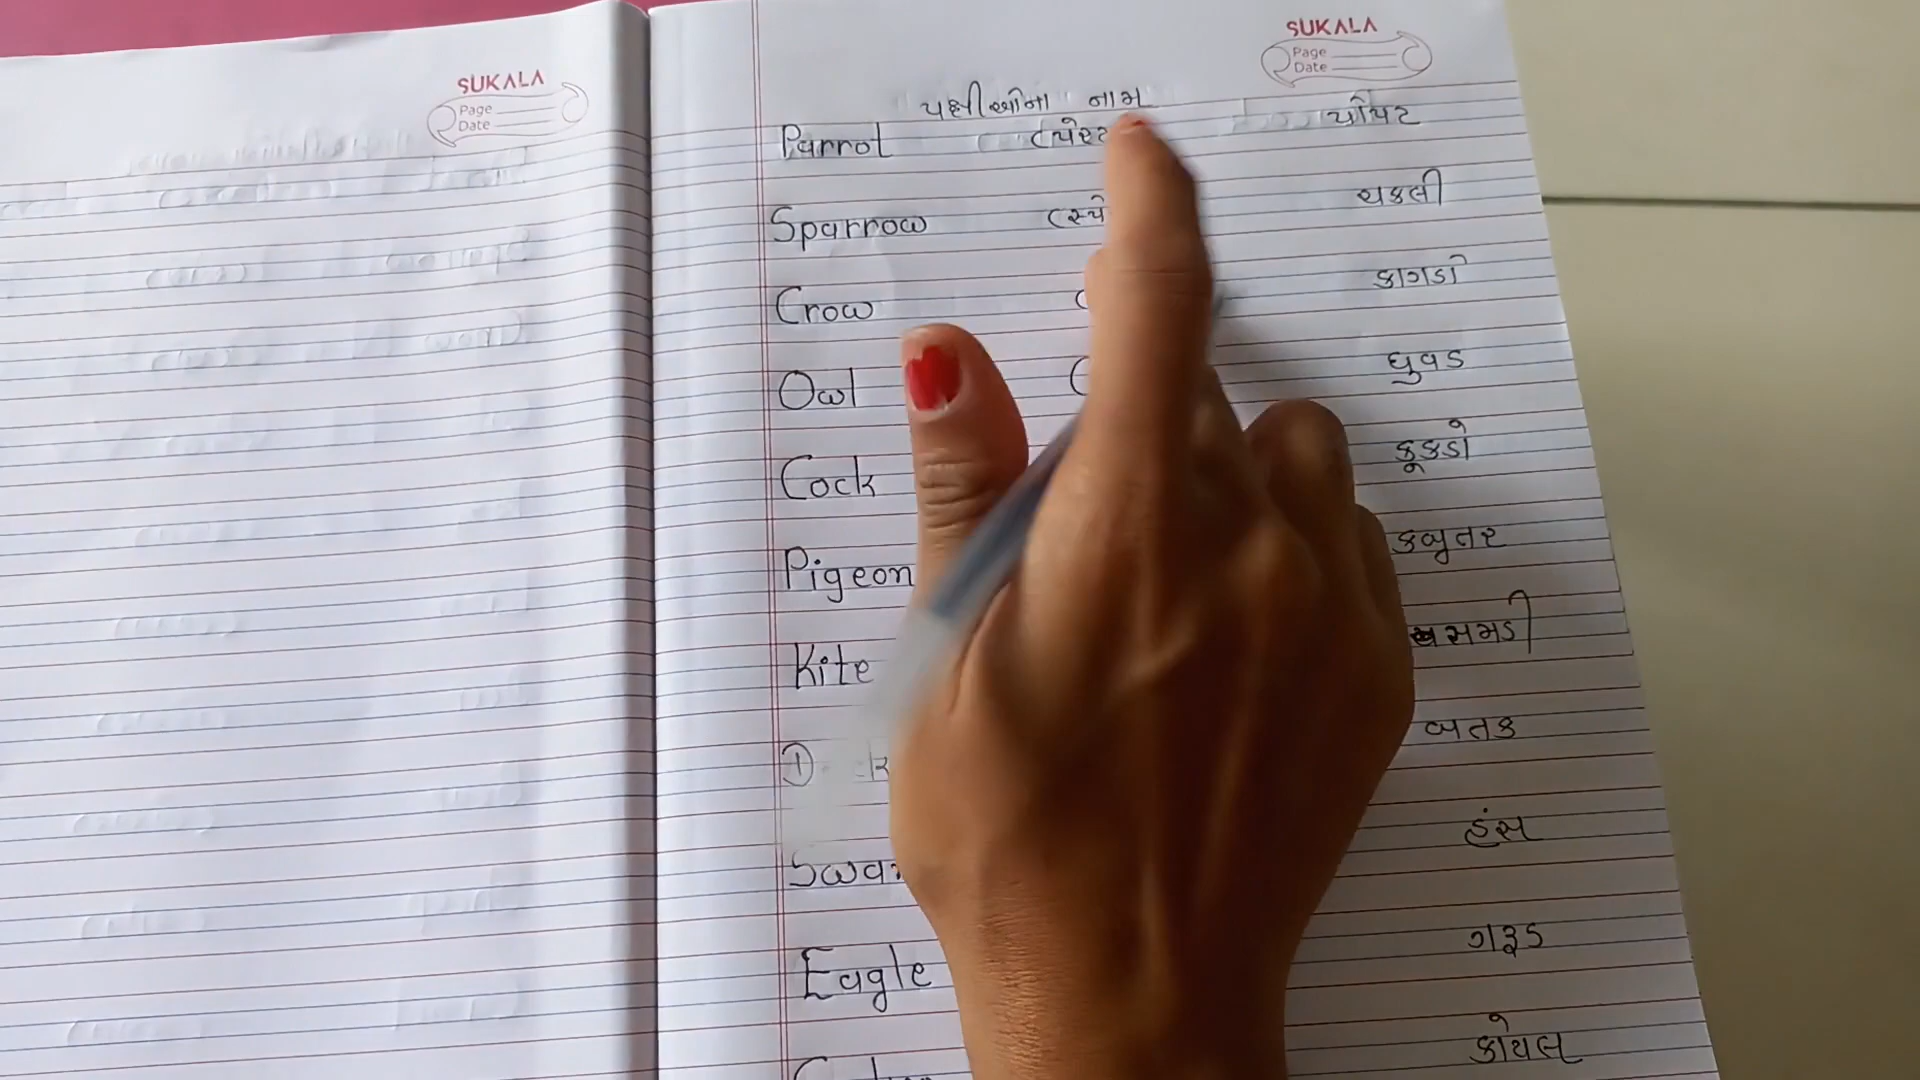 SUKALA
Page
Date
SUKALA
Page
Date
પક્ષીઓના નામ
Parrot પોપટ
Sparrow ચકલી
Crow કાગડો
Owl ઘુવડ
Cock કૂકડો
Pigeon કબુતર
Kite સમડી
બતક
હંસ
Eagle ગરૂડ
કોયલ